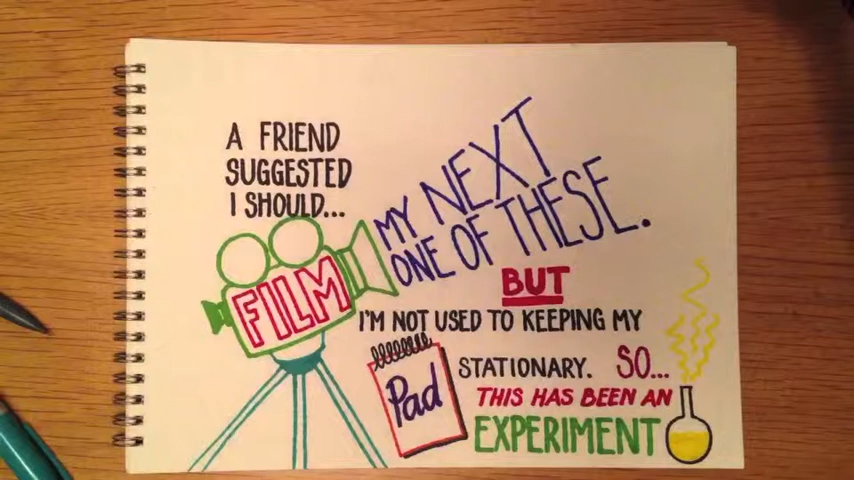 A FRIEND
SUGGESTED
I SHOULD...
FILM
MY NEXT
ONE OF THESE.
BUT
I'M NOT USED TO KEEPING MY
Pad STATIONARY. SO...
THIS HAS BEEN AN
EXPERIMENT